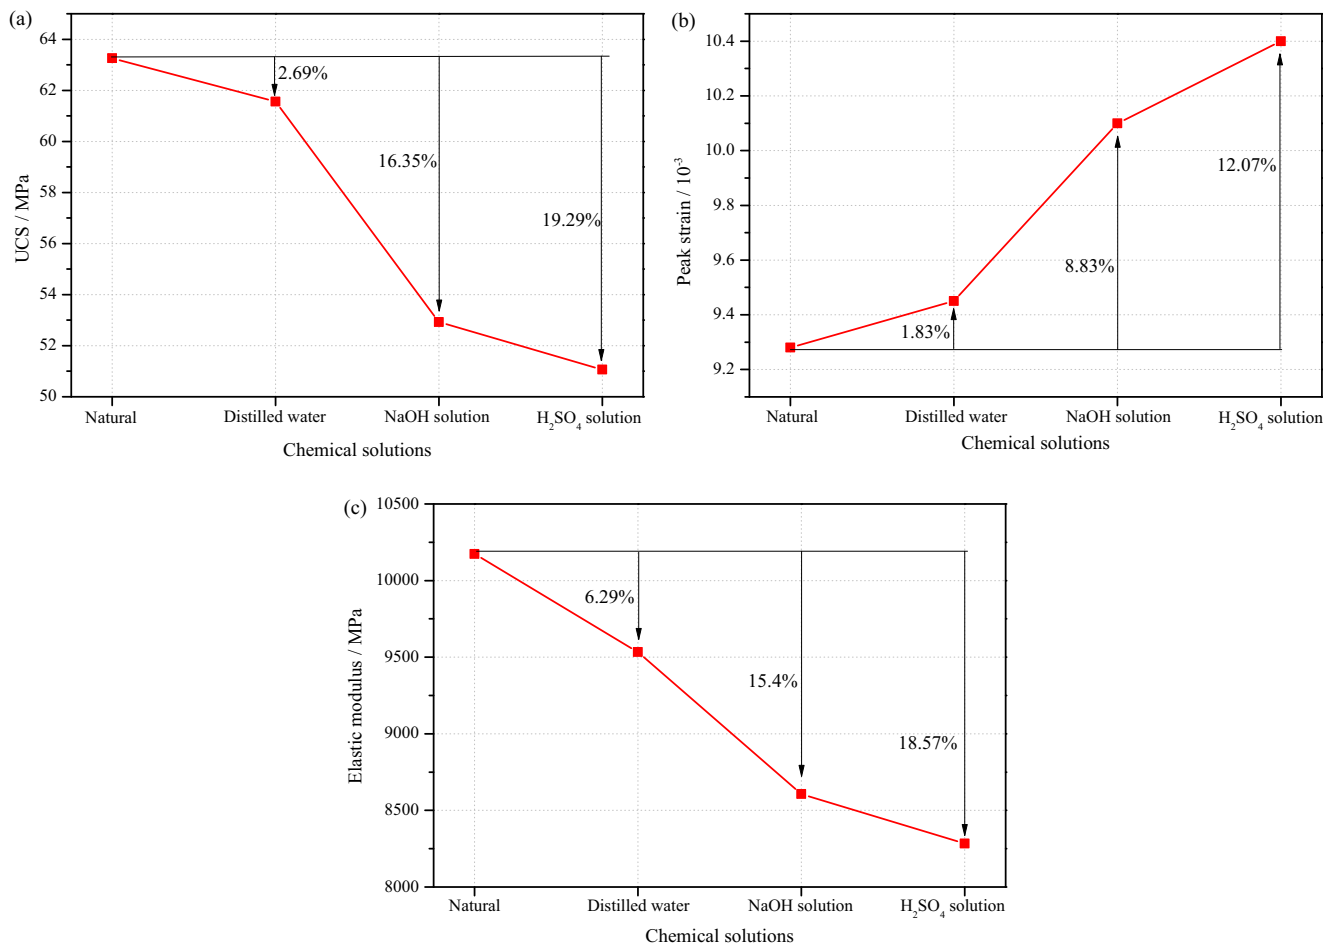 (a)
64
62
60
58
56
54
52
50
UCS / MPa
2.69%
16.35%
19.29%
Natural
Distilled water
NaOH solution
H₂SO₄ solution
Chemical solutions
(b)
10.4
10.2
10.0
9.8
9.6
9.4
9.2
Peak strain / 10⁻³
1.83%
8.83%
12.07%
Natural
Distilled water
NaOH solution
H₂SO₄ solution
Chemical solutions
(c)
10500
10000
9500
9000
8500
8000
Elastic modulus / MPa
6.29%
15.4%
18.57%
Natural
Distilled water
NaOH solution
H₂SO₄ solution
Chemical solutions